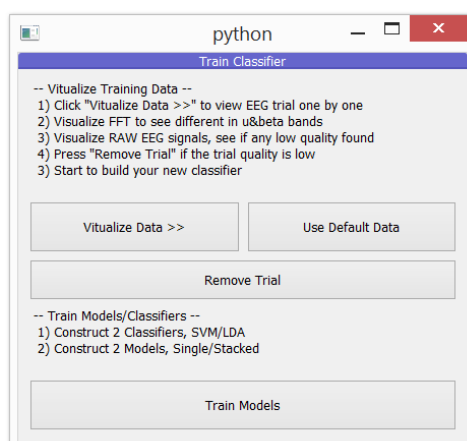 python
Train Classifier
-- Vitualize Training Data --
1) Click "Vitualize Data >>" to view EEG trial one by one
2) Visualize FFT to see different in u&beta bands
3) Visualize RAW EEG signals, see if any low quality found
4) Press "Remove Trial" if the trial quality is low
3) Start to build your new classifier
Vitualize Data >>
Use Default Data
Remove Trial
-- Train Models/Classifiers --
1) Construct 2 Classifiers, SVM/LDA
2) Construct 2 Models, Single/Stacked
Train Models